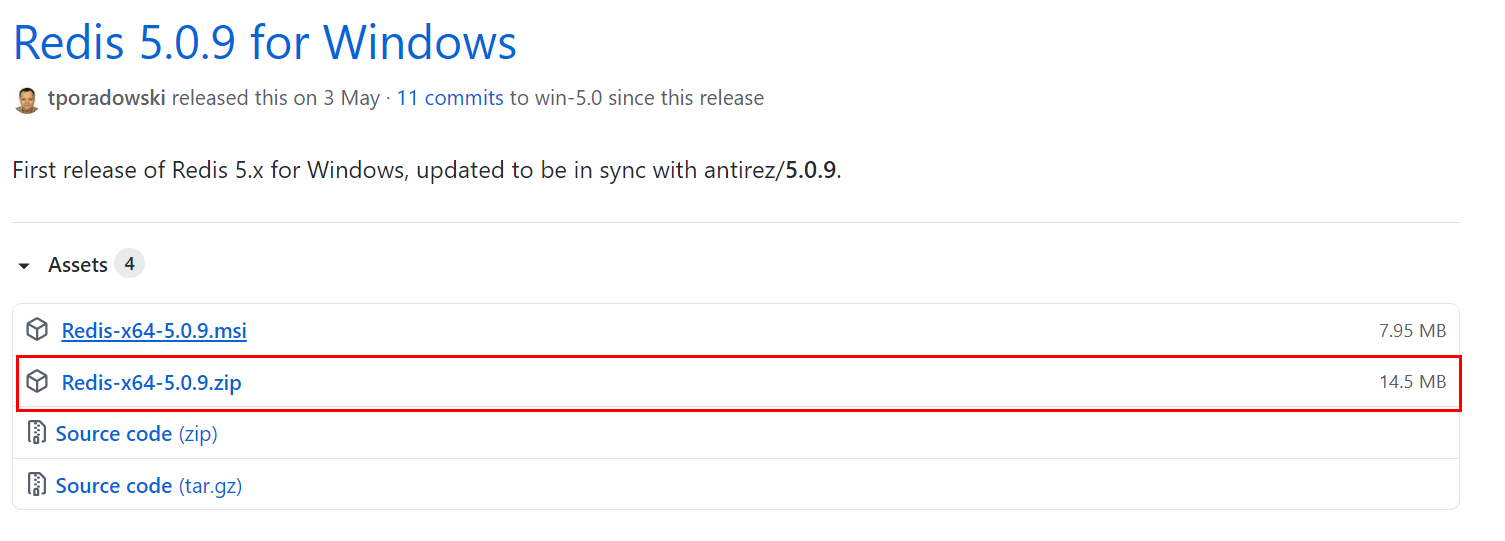 Redis 5.0.9 for Windows
tporadowski released this on 3 May · 11 commits to win-5.0 since this release
First release of Redis 5.x for Windows, updated to be in sync with antirez/5.0.9.
Assets 4
Redis-x64-5.0.9.msi 7.95 MB
Redis-x64-5.0.9.zip 14.5 MB
Source code (zip)
Source code (tar.gz)